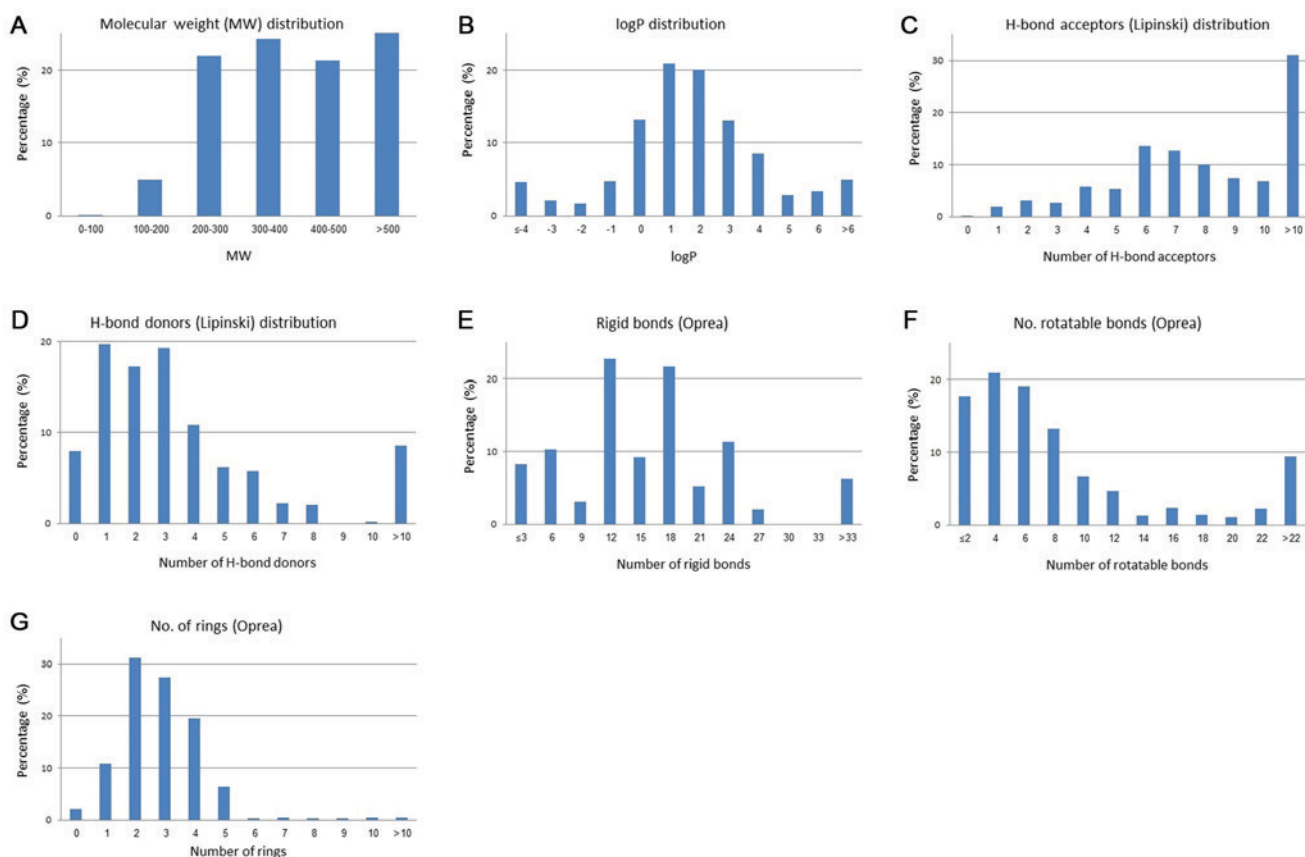 A
Molecular weight (MW) distribution
Percentage (%)
20
10
0
0-100 100-200 200-300 300-400 400-500 >500
MW
B
logP distribution
Percentage (%)
20
10
0
≤-4 -3 -2 -1 0 1 2 3 4 5 6 >6
logP
C
H-bond acceptors (Lipinski) distribution
Percentage (%)
30
20
10
0
0 1 2 3 4 5 6 7 8 9 10 >10
Number of H-bond acceptors
D
H-bond donors (Lipinski) distribution
Percentage (%)
20
10
0
0 1 2 3 4 5 6 7 8 9 10 >10
Number of H-bond donors
E
Rigid bonds (Oprea)
Percentage (%)
20
10
0
≤3 6 9 12 15 18 21 24 27 30 33 >33
Number of rigid bonds
F
No. rotatable bonds (Oprea)
Percentage (%)
20
10
0
≤2 4 6 8 10 12 14 16 18 20 22 >22
Number of rotatable bonds
G
No. of rings (Oprea)
Percentage (%)
30
20
10
0
0 1 2 3 4 5 6 7 8 9 10 >10
Number of rings